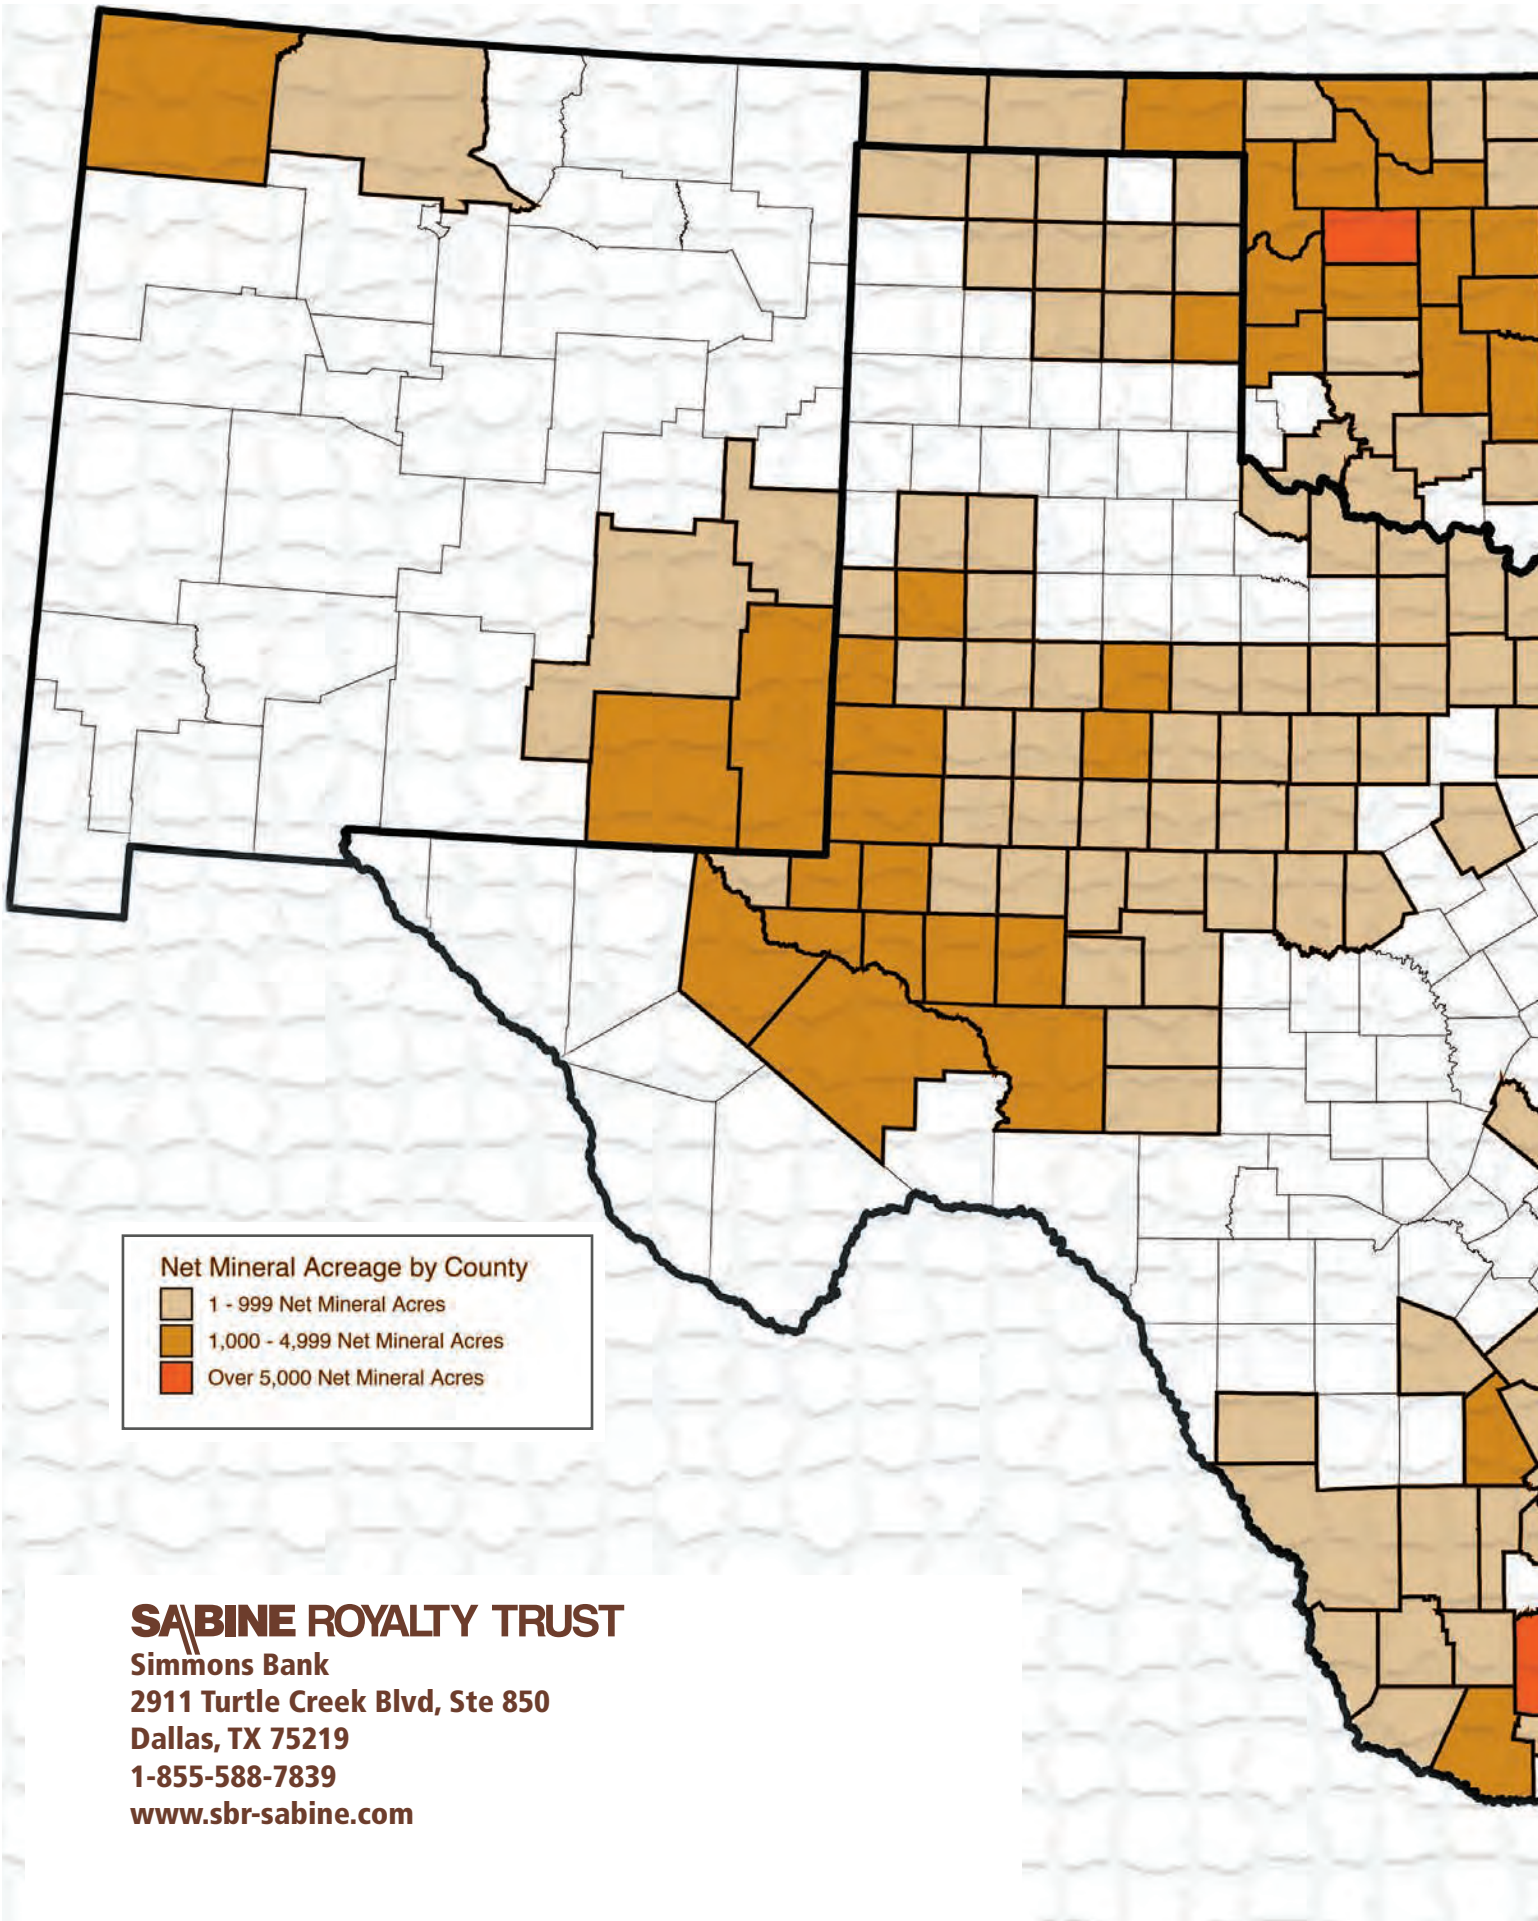 Net Mineral Acreage by County
1 - 999 Net Mineral Acres
1,000 - 4,999 Net Mineral Acres
Over 5,000 Net Mineral Acres
SABINE ROYALTY TRUST
Simmons Bank
2911 Turtle Creek Blvd, Ste 850
Dallas, TX 75219
1-855-588-7839
www.sbr-sabine.com